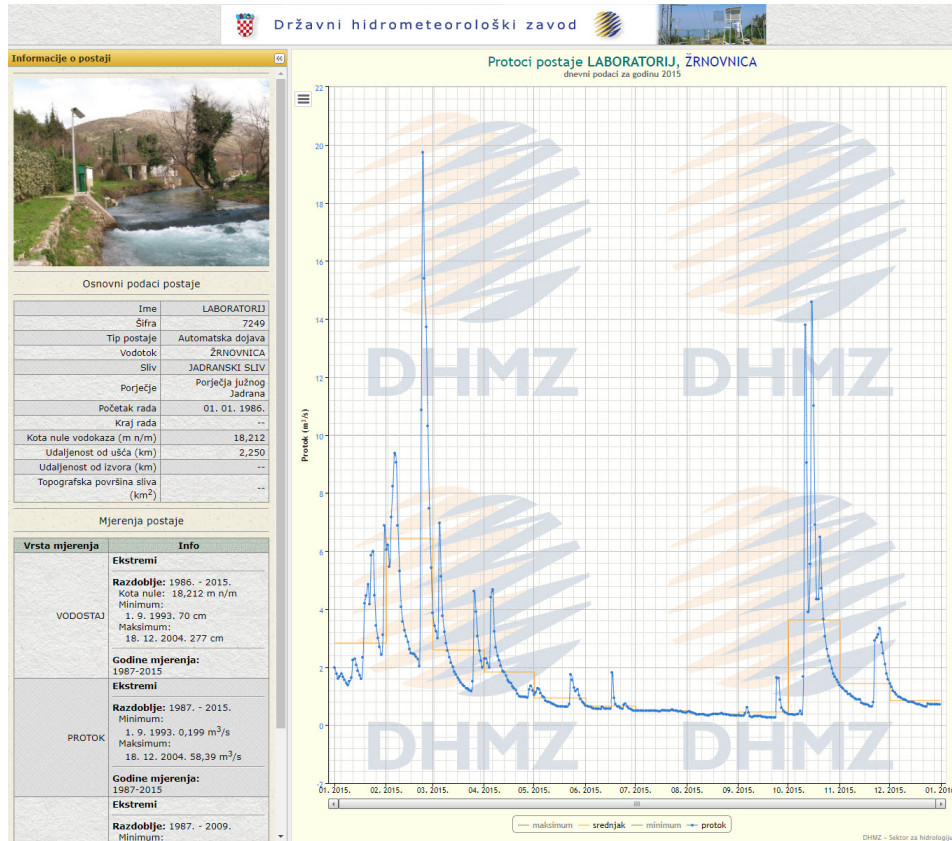 Državni hidrometeorološki zavod
Informacije o postaji
Osnovni podaci postaje
Ime LABORATORIJ
Šifra 7249
Tip postaje Automatska dojava
Vodotok ŽRNOVNICA
Sliv JADRANSKI SLIV
Porječje Porječja južnog
Jadrana
Početak rada 01. 01. 1986.
Kraj rada --
Kota nule vodokaza (m n/m) 18,212
Udaljenost od ušća (km) 2,250
Udaljenost od izvora (km) --
Topografska površina sliva
(km²) --
Mjerenja postaje
Vrsta mjerenja Info
VODOSTAJ
Ekstremi
Razdoblje: 1986. - 2015.
Kota nule: 18,212 m n/m
Minimum:
1. 9. 1993. 70 cm
Maksimum:
18. 12. 2004. 277 cm
Godine mjerenja:
1987-2015
PROTOK
Ekstremi
Razdoblje: 1987. - 2015.
Minimum:
1. 9. 1993. 0,199 m³/s
Maksimum:
18. 12. 2004. 58,39 m³/s
Godine mjerenja:
1987-2015
Ekstremi
Razdoblje: 1987. - 2009.
Minimum:
Protoci postaje LABORATORIJ, ŽRNOVNICA
dnevni podaci za godinu 2015
Protok (m³/s)
22
20
18
16
14
12
10
8
6
4
2
0
-2
DHMZ DHMZ
DHMZ DHMZ
01. 2015. 02. 2015. 03. 2015. 04. 2015. 05. 2015. 06. 2015. 07. 2015. 08. 2015. 09. 2015. 10. 2015. 11. 2015. 12. 2015. 01. 201
maksimum srednjak minimum protok
DHMZ - Sektor za hidrologiju